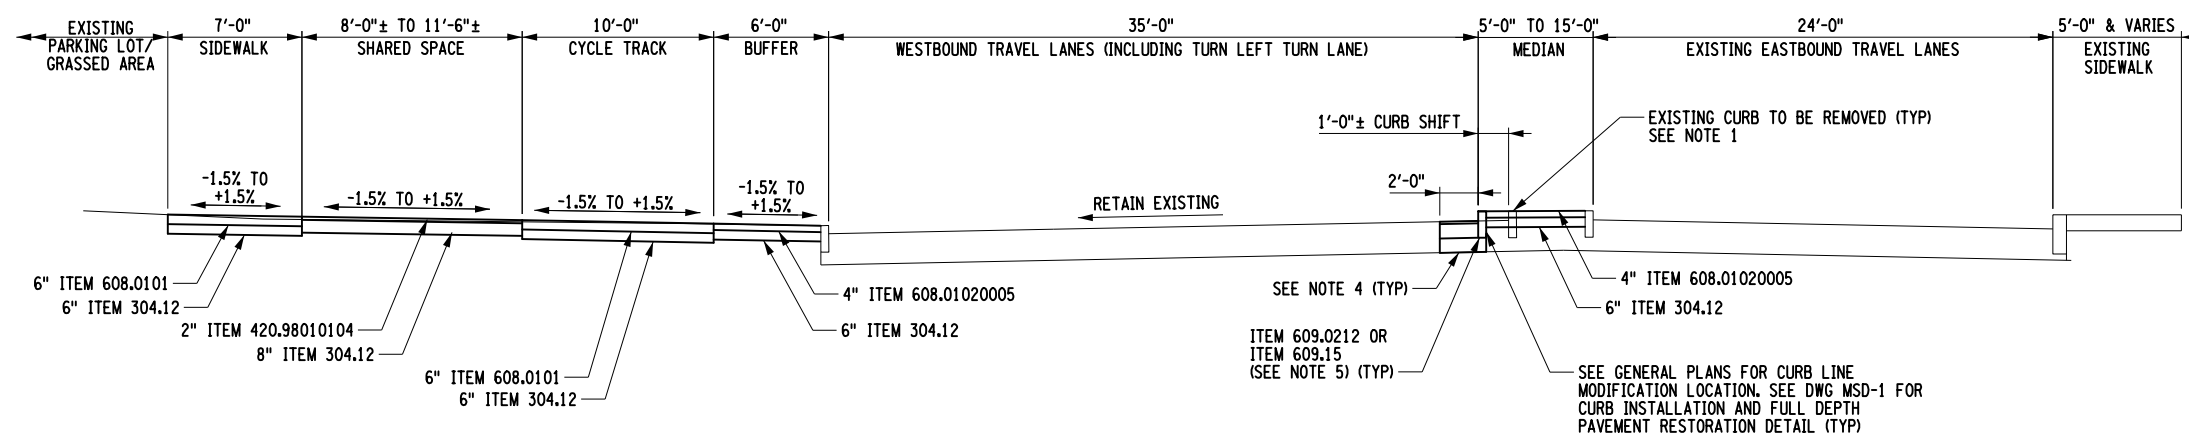 EXISTING
PARKING LOT/
GRASSED AREA
7'-0"
SIDEWALK
8'-0"± TO 11'-6"±
SHARED SPACE
10'-0"
CYCLE TRACK
6'-0"
BUFFER
35'-0"
WESTBOUND TRAVEL LANES (INCLUDING TURN LEFT TURN LANE)
5'-0" TO 15'-0"
MEDIAN
24'-0"
EXISTING EASTBOUND TRAVEL LANES
5'-0" & VARIES
EXISTING
SIDEWALK
1'-0"± CURB SHIFT
EXISTING CURB TO BE REMOVED (TYP)
SEE NOTE 1
-1.5% TO
+1.5%
-1.5% TO +1.5%
-1.5% TO +1.5%
-1.5% TO
+1.5%
RETAIN EXISTING
2'-0"
6" ITEM 608.0101
6" ITEM 304.12
2" ITEM 420.98010104
8" ITEM 304.12
6" ITEM 608.0101
6" ITEM 304.12
4" ITEM 608.01020005
6" ITEM 304.12
SEE NOTE 4 (TYP)
ITEM 609.0212 OR
ITEM 609.15
(SEE NOTE 5) (TYP)
4" ITEM 608.01020005
6" ITEM 304.12
SEE GENERAL PLANS FOR CURB LINE
MODIFICATION LOCATION. SEE DWG MSD-1 FOR
CURB INSTALLATION AND FULL DEPTH
PAVEMENT RESTORATION DETAIL (TYP)